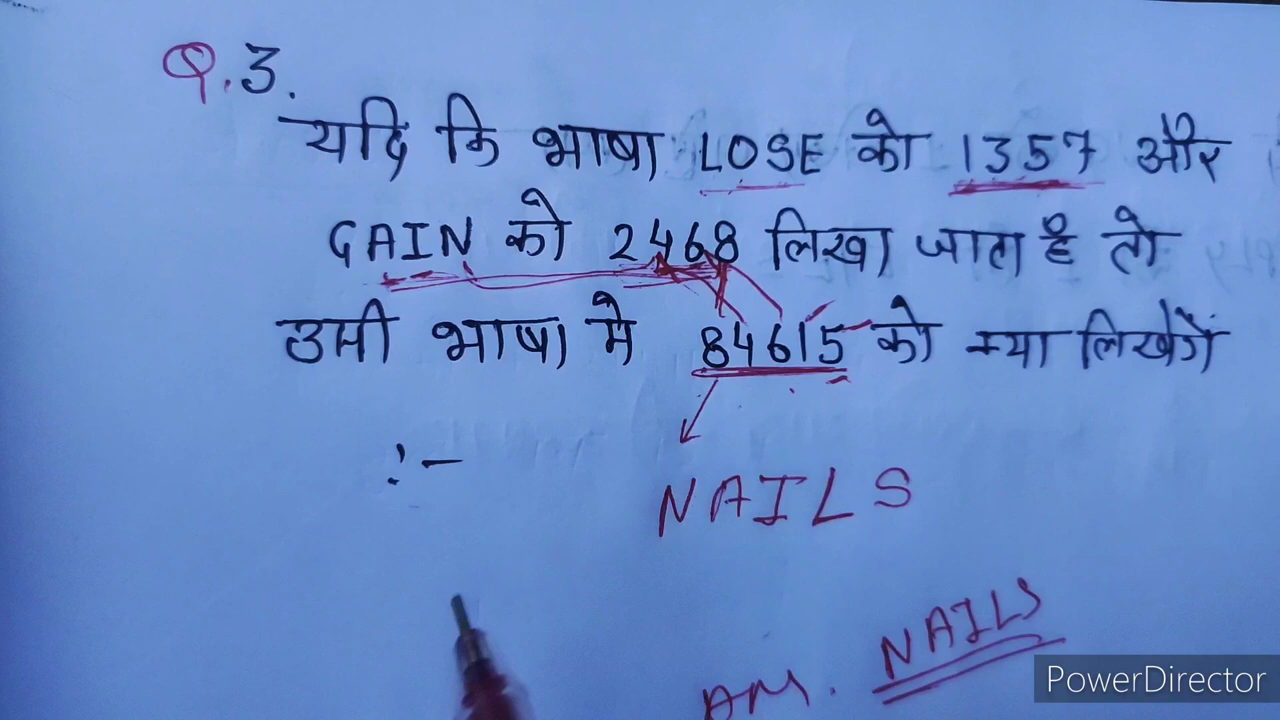 Q.3.
यदि कि भाषा LOSE को 1357 और
GAIN को 2468 लिखा जाता है तो
उसी भाषा मे 84615 को क्या लिखेगें
:-
NAILS
Ans. NAILS
PowerDirector